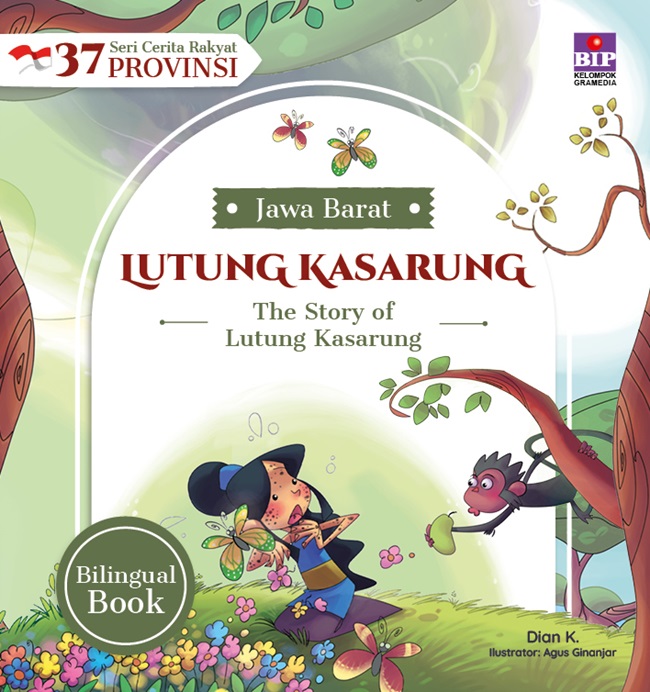 37
Seri Cerita Rakyat
PROVINSI
BIP
KELOMPOK
GRAMEDIA
Jawa Barat
LUTUNG KASARUNG
The Story of
Lutung Kasarung
Bilingual
Book
Dian K.
Ilustrator: Agus Ginanjar